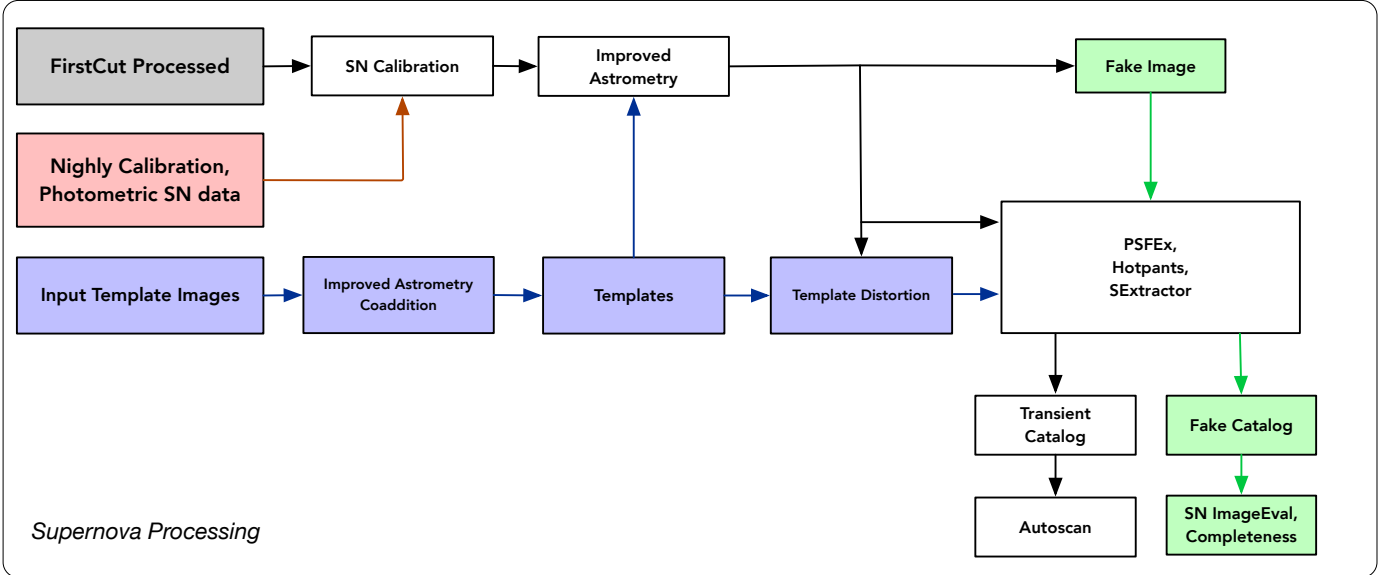 FirstCut Processed
SN Calibration
Improved
Astrometry
Fake Image
Nighly Calibration,
Photometric SN data
PSFEx,
Hotpants,
SExtractor
Input Template Images
Improved Astrometry
Coaddition
Templates
Template Distortion
Transient
Catalog
Fake Catalog
Autoscan
SN ImageEval,
Completeness
Supernova Processing